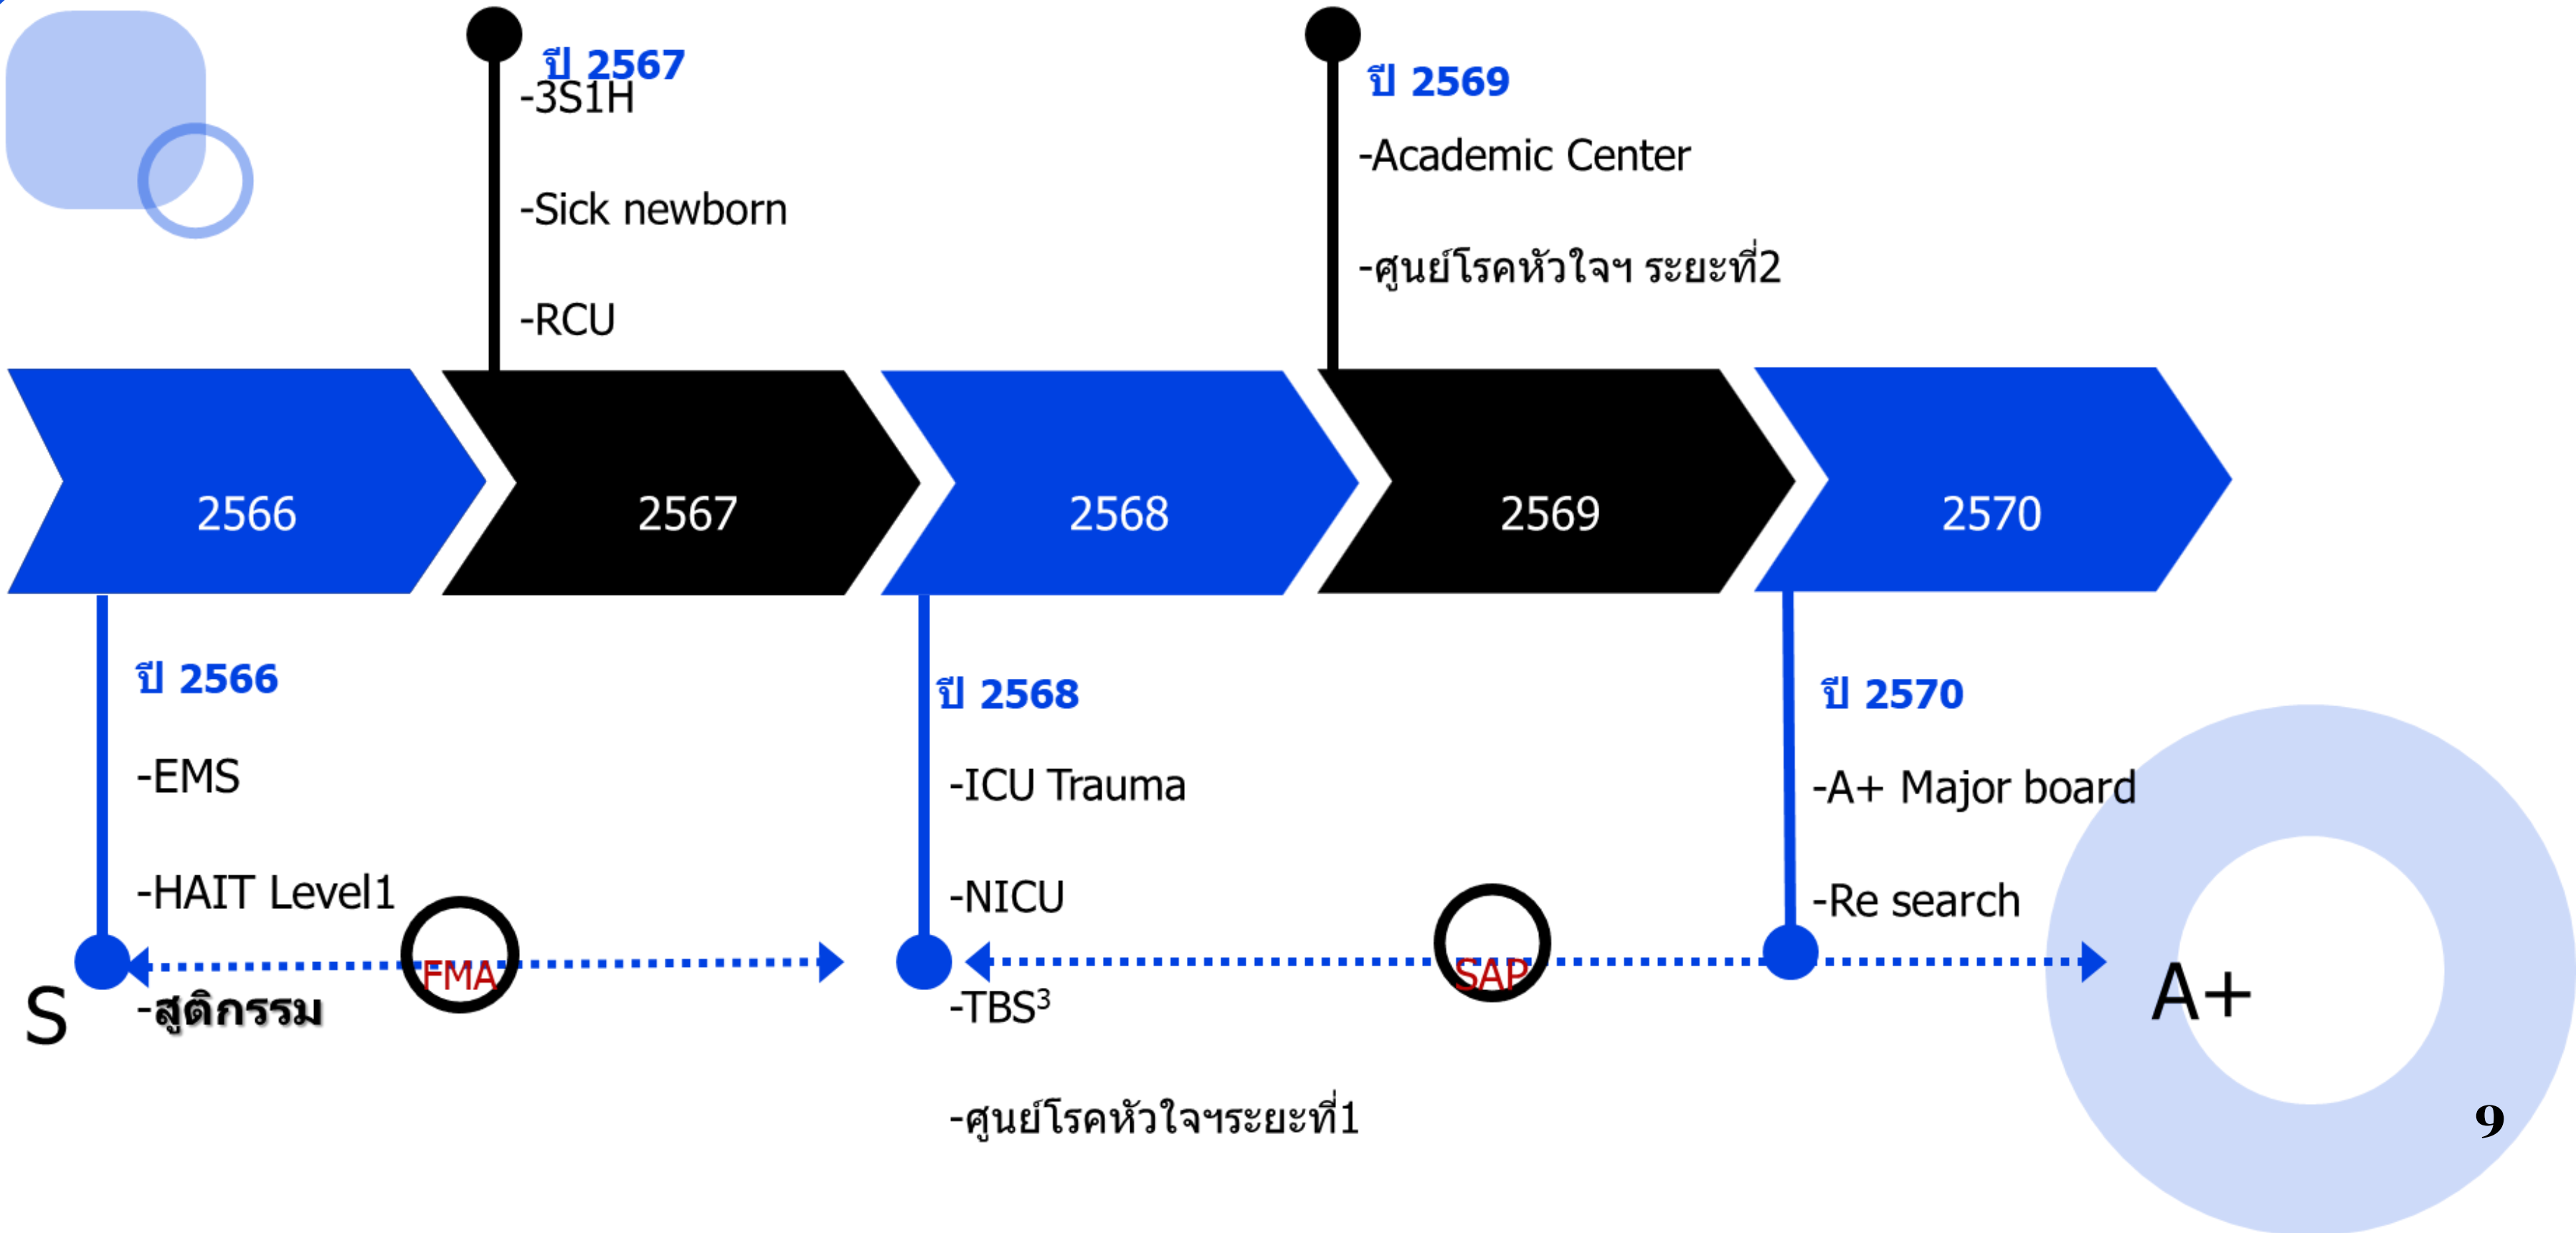 ปี 2567
-3S1H
-Sick newborn
-RCU
ปี 2569
-Academic Center
-ศูนย์โรคหัวใจฯ ระยะที่2
2566
2567
2568
2569
2570
ปี 2566
-EMS
-HAIT Level1
-สูติกรรม
S
FMA
ปี 2568
-ICU Trauma
-NICU
-TBS³
-ศูนย์โรคหัวใจฯระยะที่1
SAP
ปี 2570
-A+ Major board
-Re search
A+
9